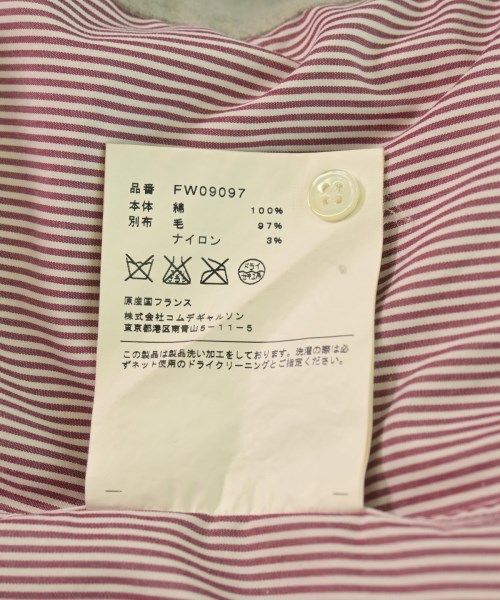 品番 FW09097
本体 綿 100%
別布 毛 97%
ナイロン 3%
原産国フランス
株式会社コムデギャルソン
東京都港区南青山5-11-5
この製品は製品洗い加工をしております。洗濯の際は必
ずネット使用のドライクリーニングとご指定ください。